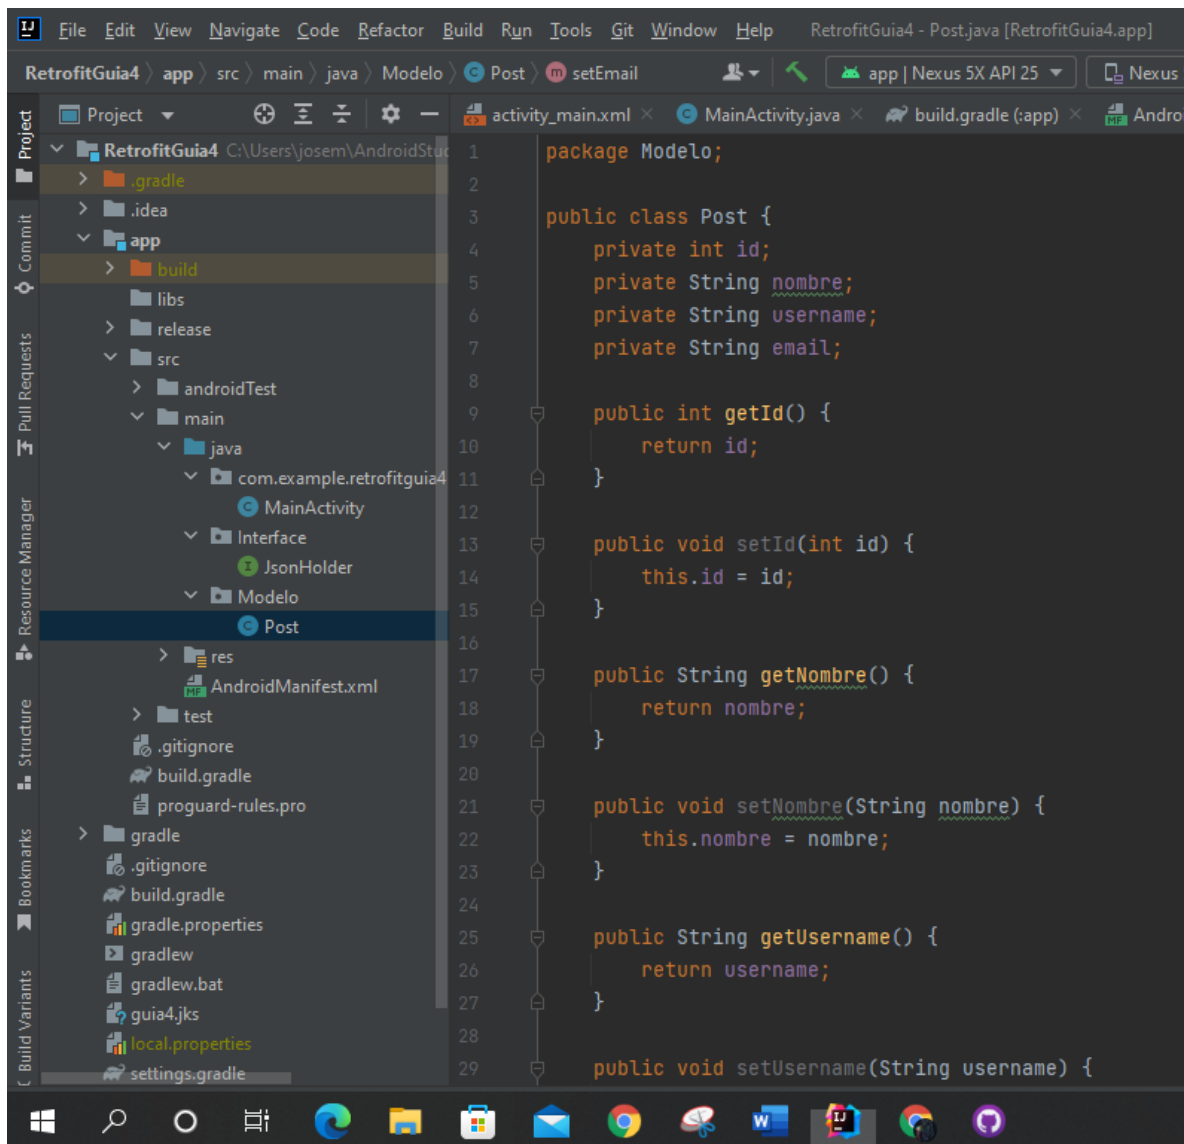 File Edit View Navigate Code Refactor Build Run Tools Git Window Help RetrofitGuia4 - Post.java [RetrofitGuia4.app]
RetrofitGuia4 app src main java Modelo Post setEmail app | Nexus 5X API 25 Nexus
Project activity_main.xml MainActivity.java build.gradle (:app) Androi
RetrofitGuia4 C:\Users\josem\AndroidStud
.gradle
.idea
app
build
libs
release
src
androidTest
main
java
com.example.retrofitguia4
MainActivity
Interface
JsonHolder
Modelo
Post
res
AndroidManifest.xml
test
.gitignore
build.gradle
proguard-rules.pro
gradle
.gitignore
build.gradle
gradle.properties
gradlew
gradlew.bat
guia4.jks
local.properties
settings.gradle
Project
Commit
Pull Requests
Resource Manager
Structure
Bookmarks
Build Variants
1 package Modelo;
2
3 public class Post {
4 private int id;
5 private String nombre;
6 private String username;
7 private String email;
8
9 public int getId() {
10 return id;
11 }
12
13 public void setId(int id) {
14 this.id = id;
15 }
16
17 public String getNombre() {
18 return nombre;
19 }
20
21 public void setNombre(String nombre) {
22 this.nombre = nombre;
23 }
24
25 public String getUsername() {
26 return username;
27 }
28
29 public void setUsername(String username) {